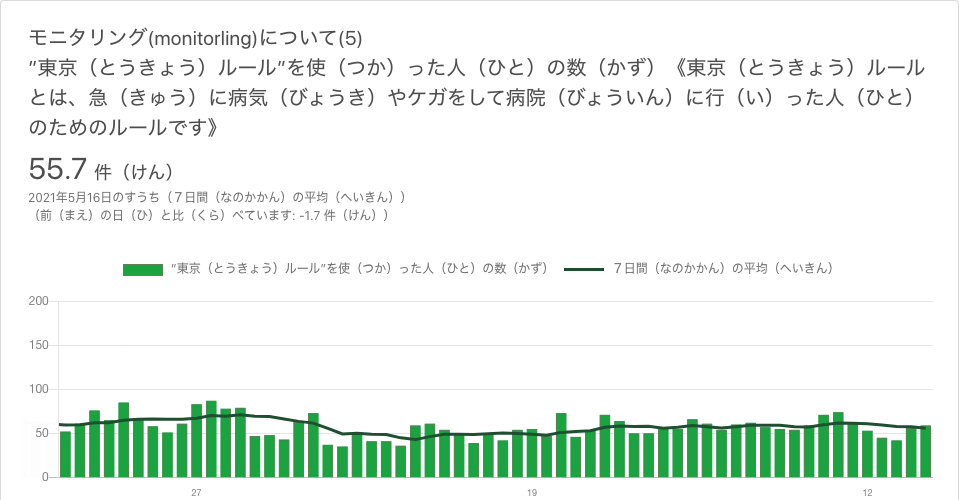 モニタリング(monitorling)について(5)
”東京（とうきょう）ルール”を使（つか）った人（ひと）の数（かず）《東京（とうきょう）ルール
とは、急（きゅう）に病気（びょうき）やケガをして病院（びょういん）に行（い）った人（ひと）
のためのルールです》
55.7 件（けん）
2021年5月16日のすうち（７日間（なのかかん）の平均（へいきん））
（前（まえ）の日（ひ）と比（くら）べています: -1.7 件（けん））
”東京（とうきょう）ルール”を使（つか）った人（ひと）の数（かず） ７日間（なのかかん）の平均（へいきん）
200
150
100
50
0
27 19 12